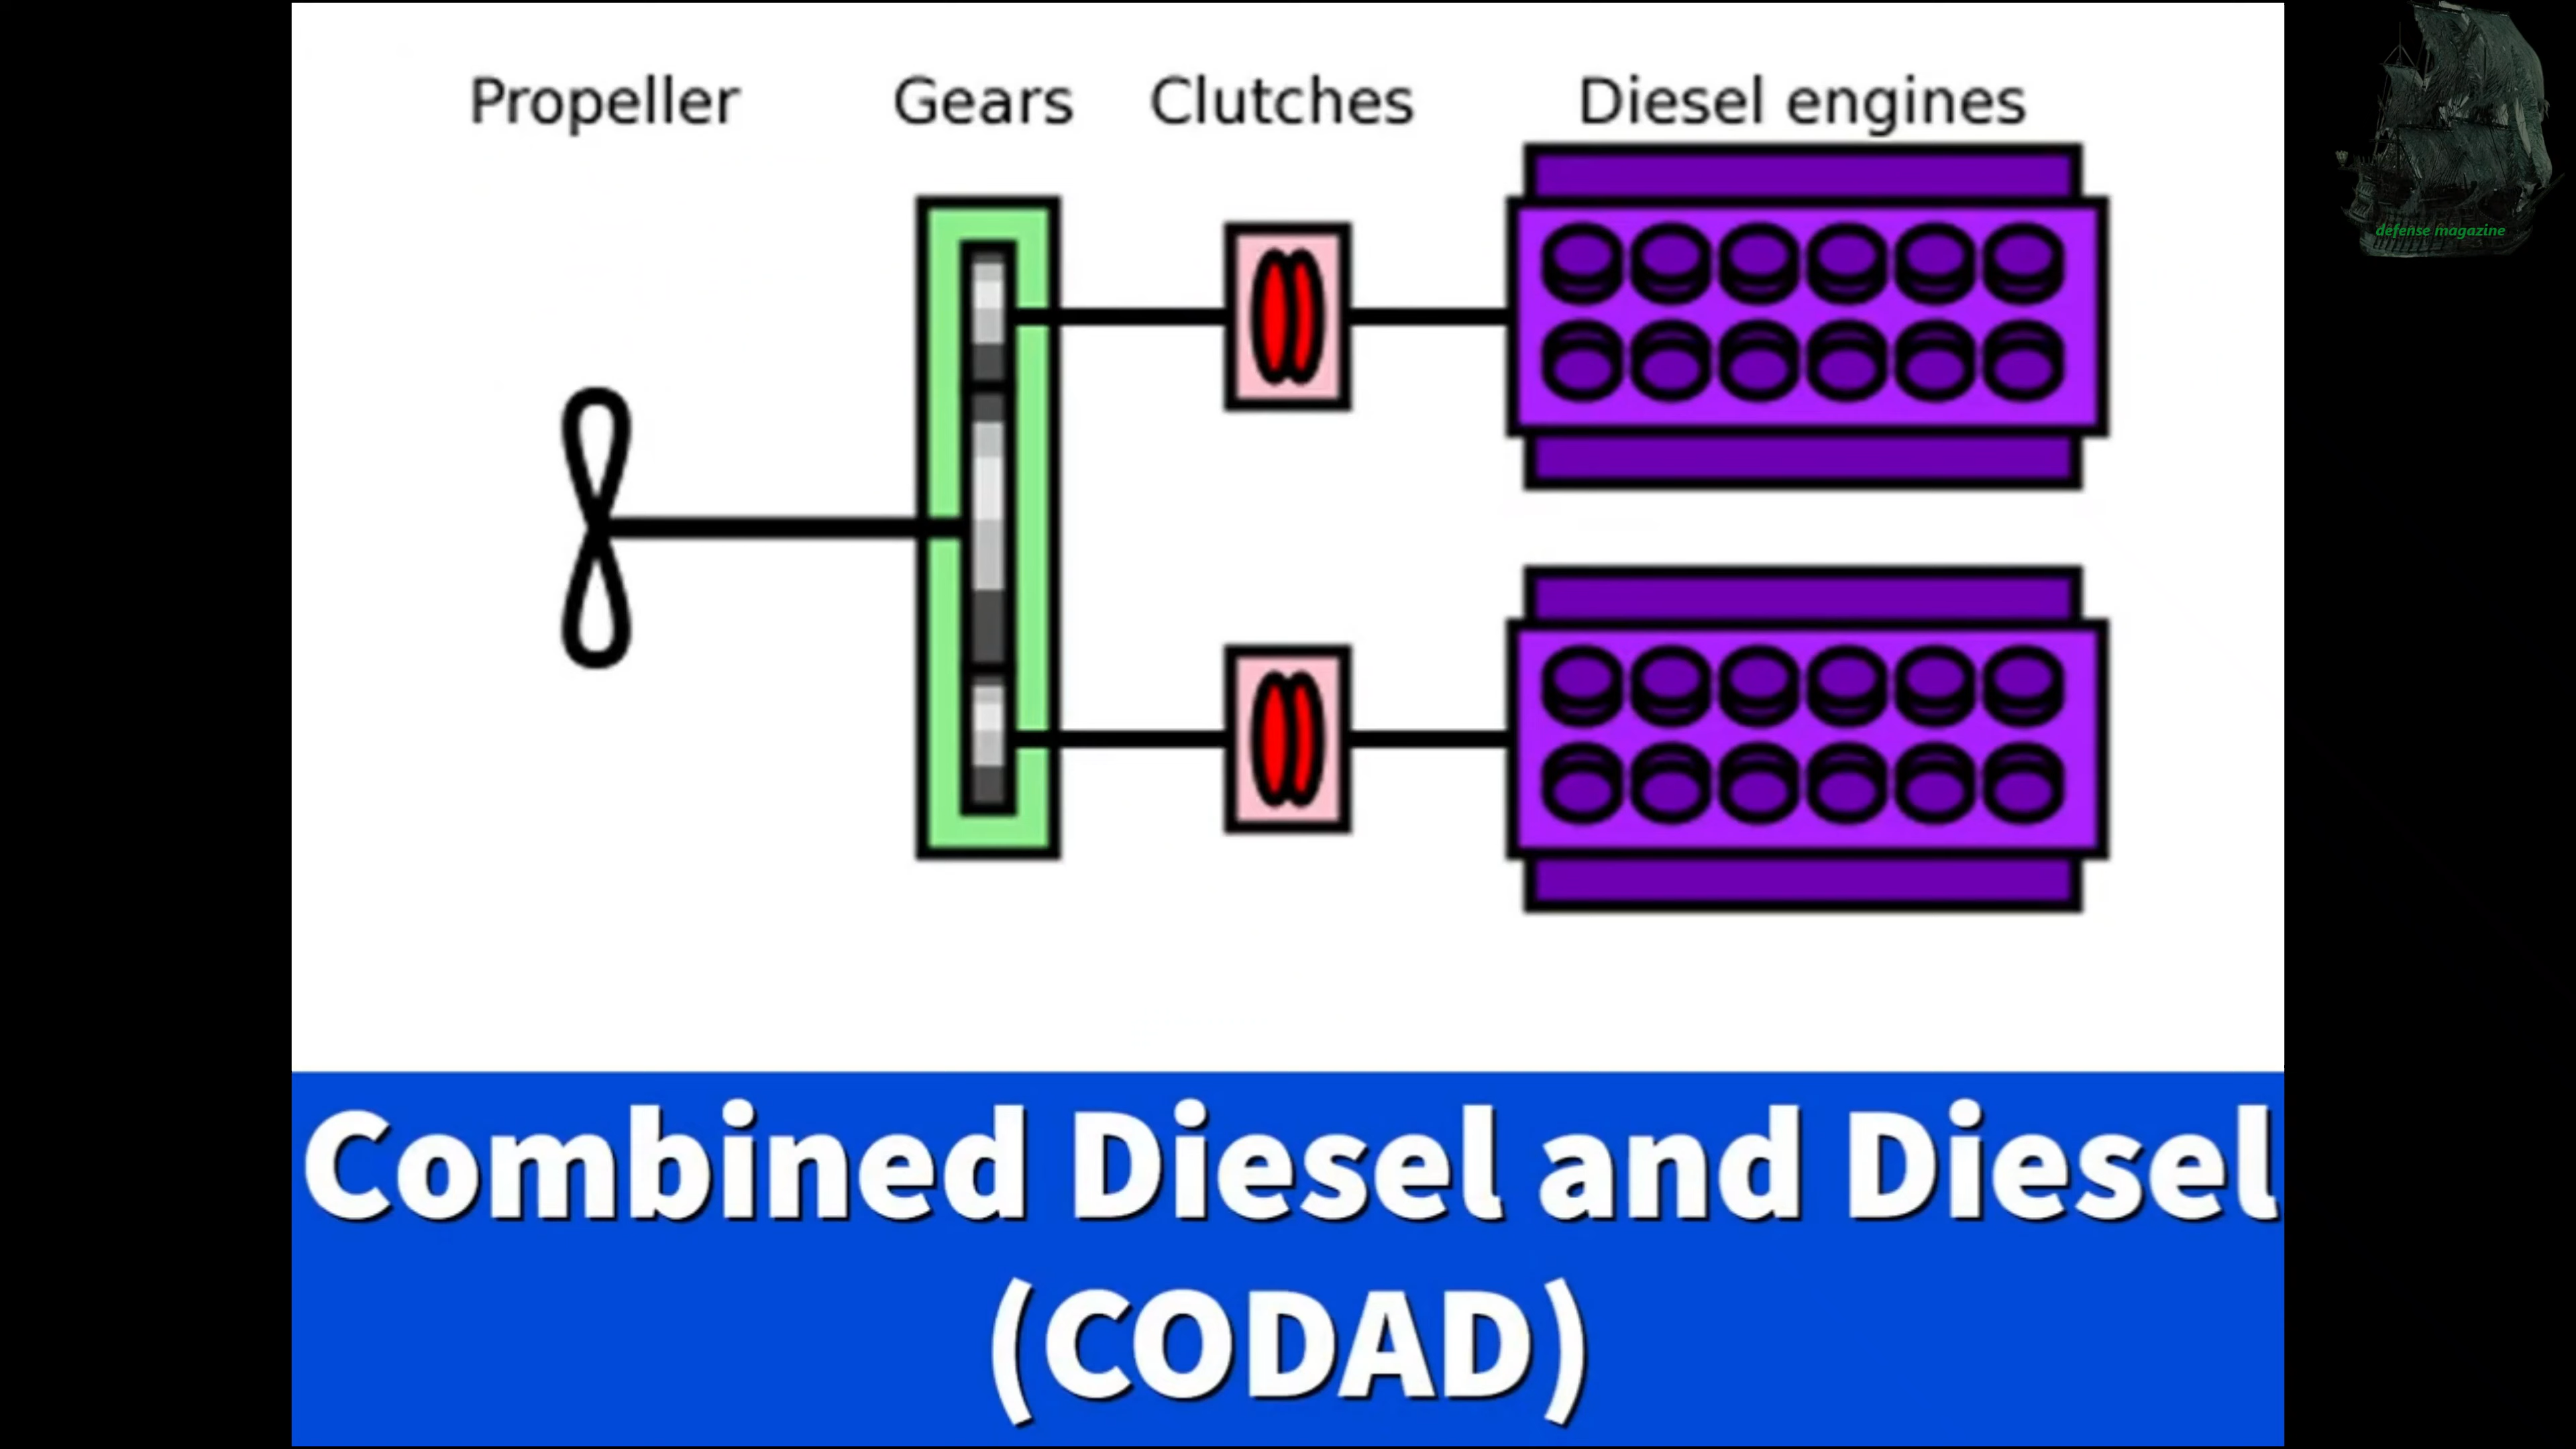 Propeller Gears Clutches Diesel engines
defense magazine
Combined Diesel and Diesel
(CODAD)